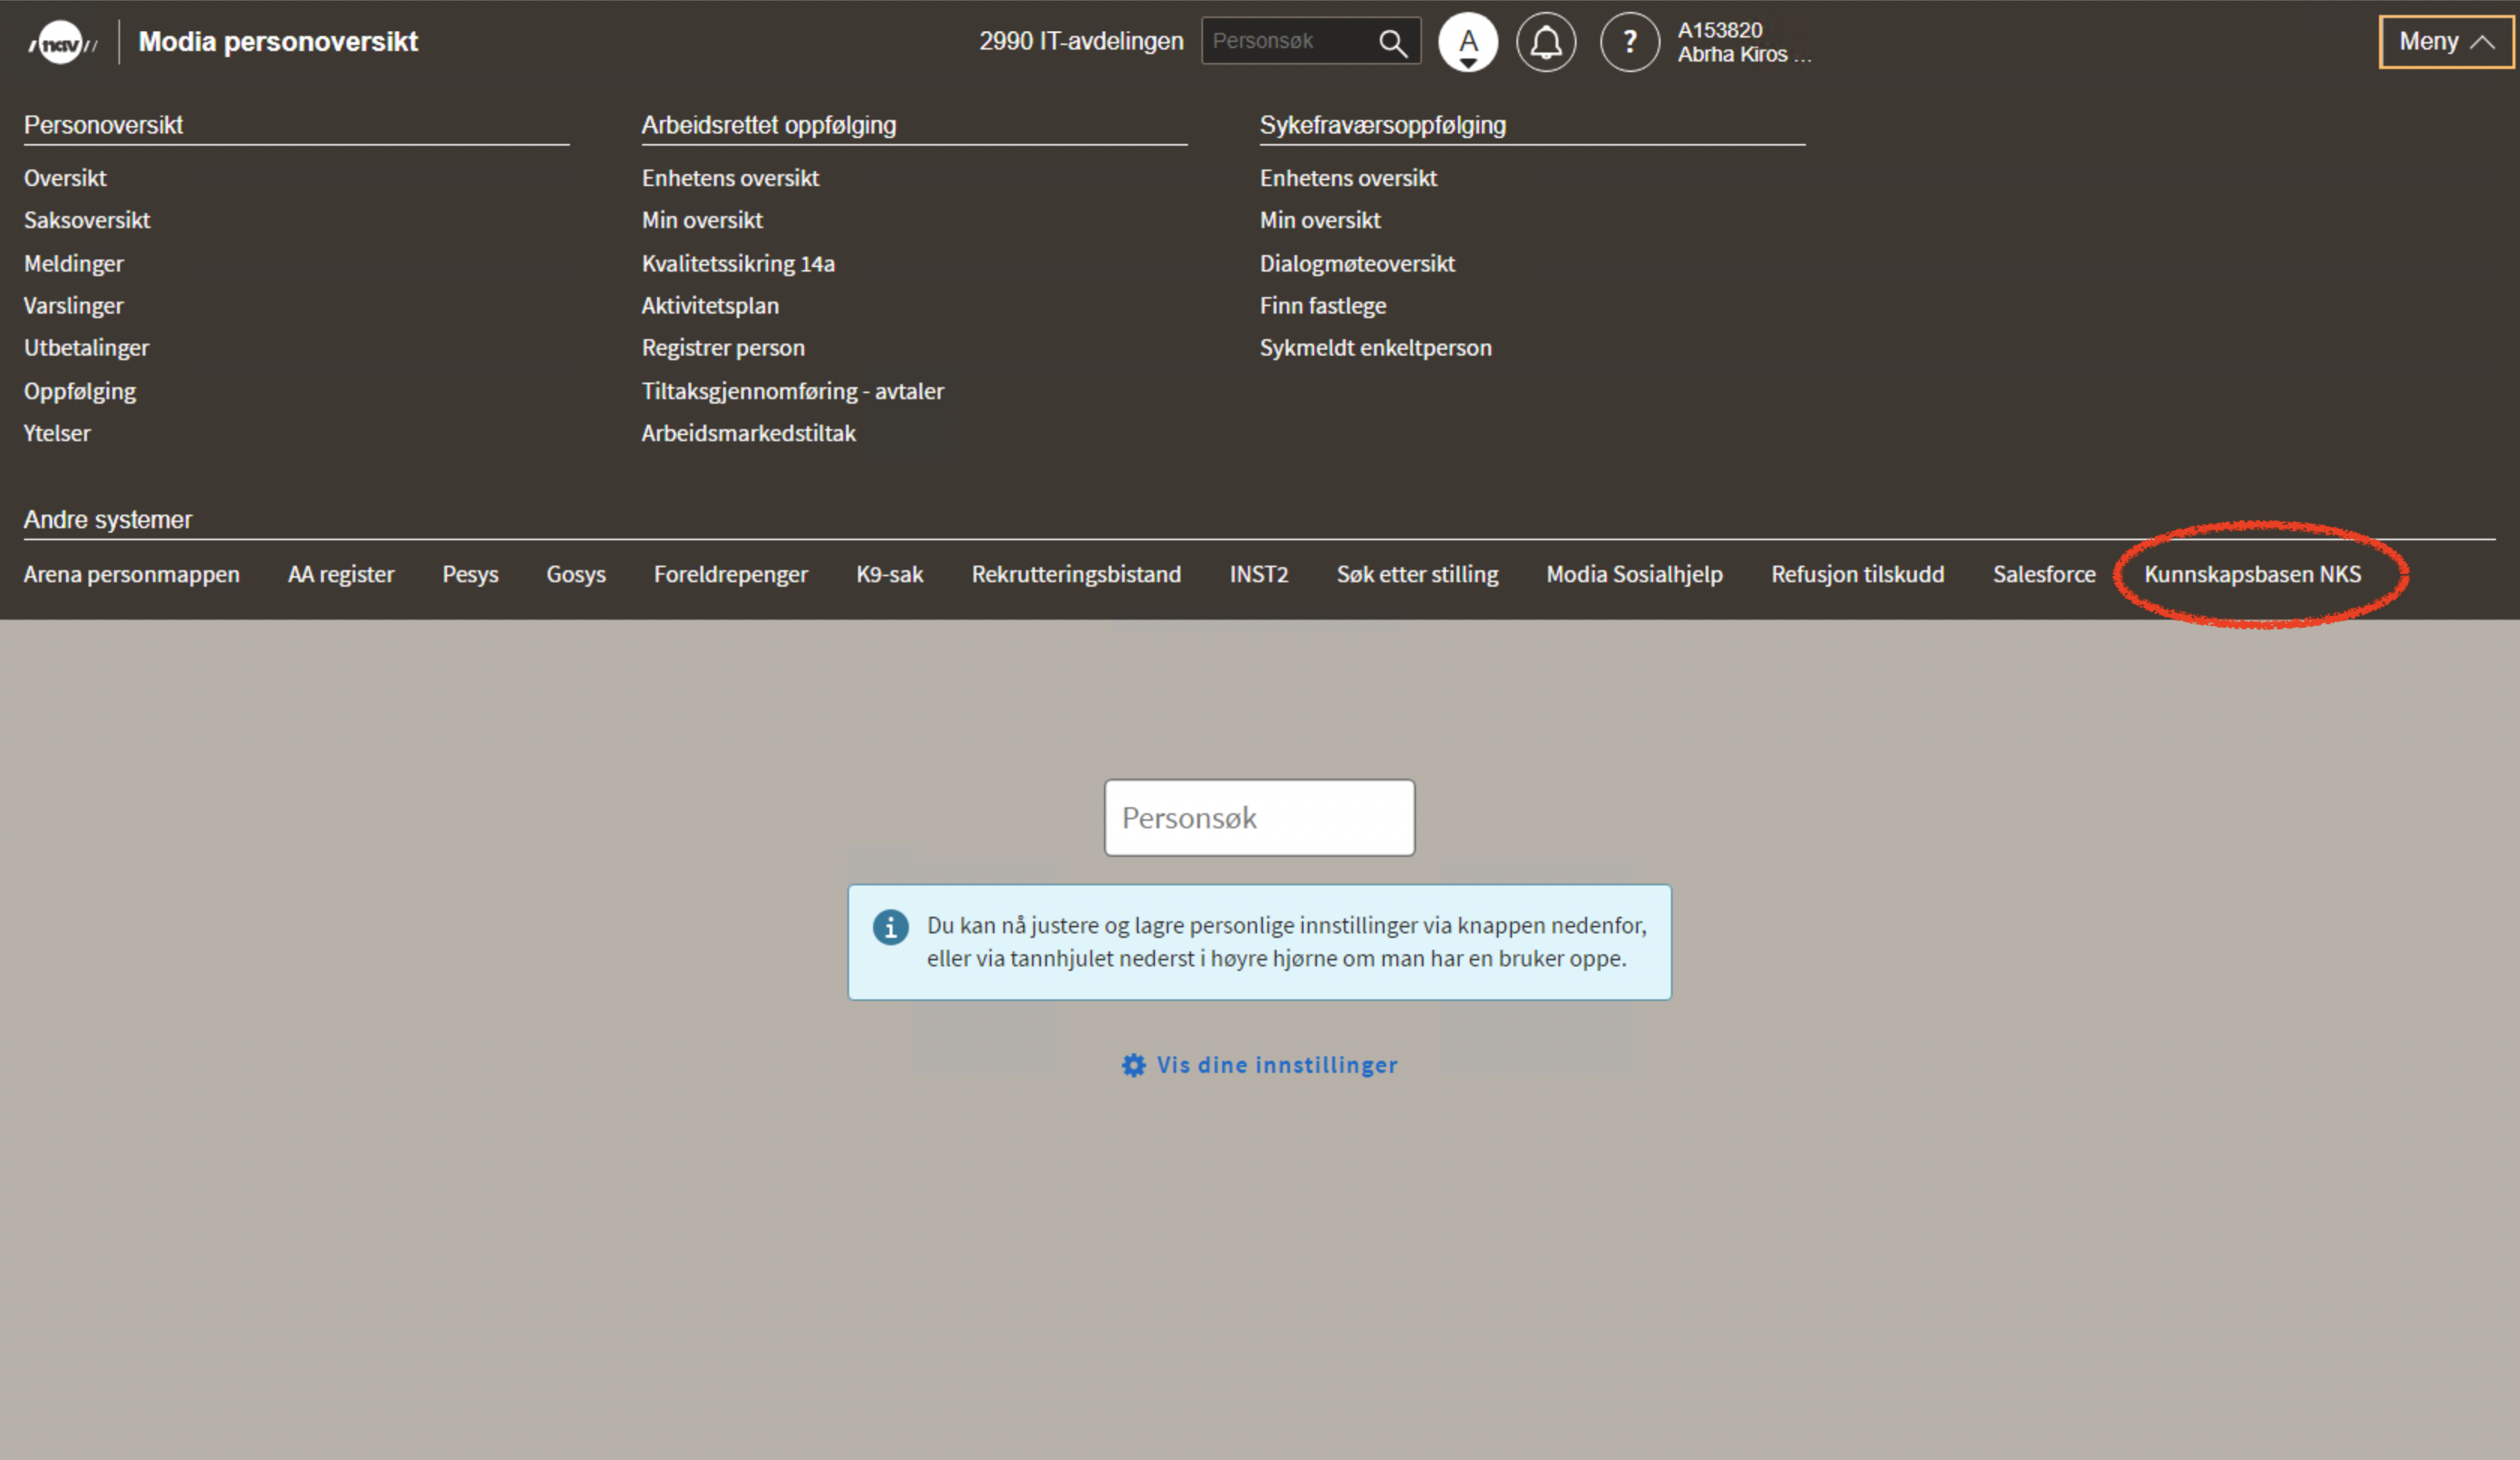 nav
Modia personoversikt
2990 IT-avdelingen
Personsøk
A
?
A153820
Abrha Kiros ...
Meny
Personoversikt
Oversikt
Saksoversikt
Meldinger
Varslinger
Utbetalinger
Oppfølging
Ytelser
Arbeidsrettet oppfølging
Enhetens oversikt
Min oversikt
Kvalitetssikring 14a
Aktivitetsplan
Registrer person
Tiltaksgjennomføring - avtaler
Arbeidsmarkedstiltak
Sykefraværsoppfølging
Enhetens oversikt
Min oversikt
Dialogmøteoversikt
Finn fastlege
Sykmeldt enkeltperson
Andre systemer
Arena personmappen AA register Pesys Gosys Foreldrepenger K9-sak Rekrutteringsbistand INST2 Søk etter stilling Modia Sosialhjelp Refusjon tilskudd Salesforce Kunnskapsbasen NKS
Personsøk
Du kan nå justere og lagre personlige innstillinger via knappen nedenfor,
eller via tannhjulet nederst i høyre hjørne om man har en bruker oppe.
Vis dine innstillinger